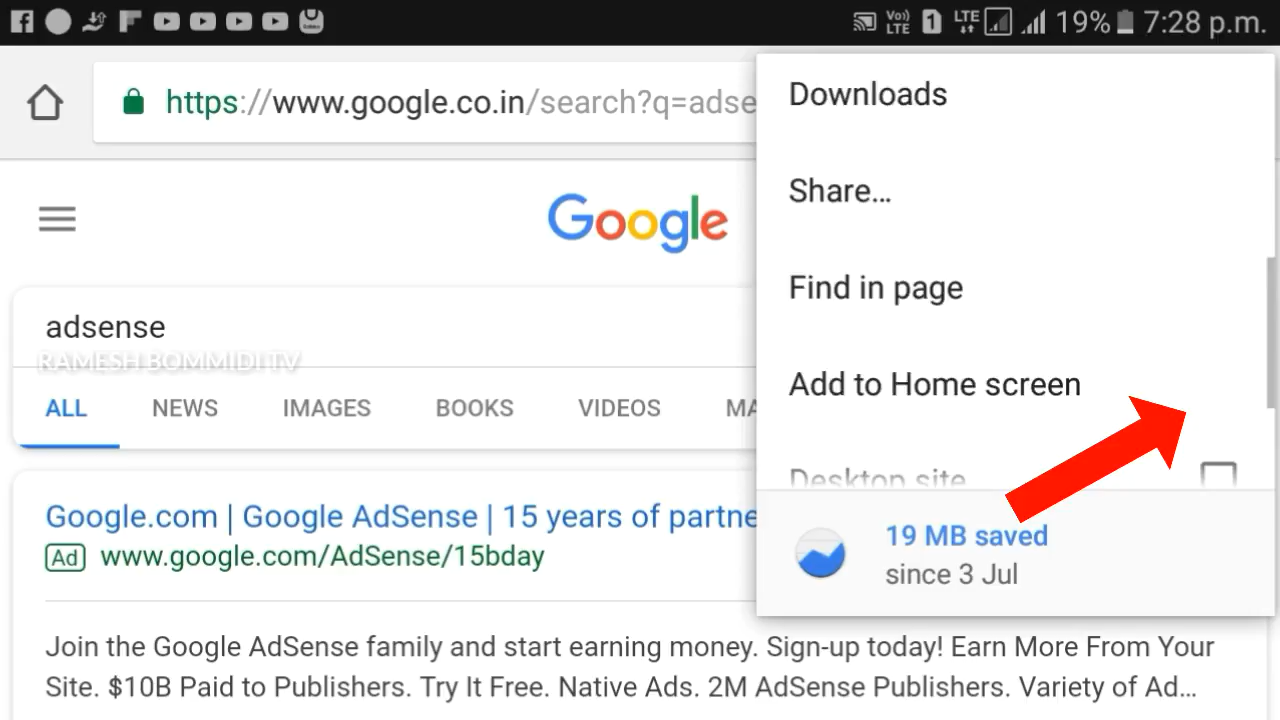 Vo))
LTE
1
LTE
19%
7:28 p.m.
https://www.google.co.in/search?q=adse
Google
adsense
RAMESH BOMMIDI TV
ALL NEWS IMAGES BOOKS VIDEOS MA
Google.com | Google AdSense | 15 years of partne
Ad www.google.com/AdSense/15bday
Join the Google AdSense family and start earning money. Sign-up today! Earn More From Your
Site. $10B Paid to Publishers. Try It Free. Native Ads. 2M AdSense Publishers. Variety of Ad...
Downloads
Share...
Find in page
Add to Home screen
Desktop site
19 MB saved
since 3 Jul